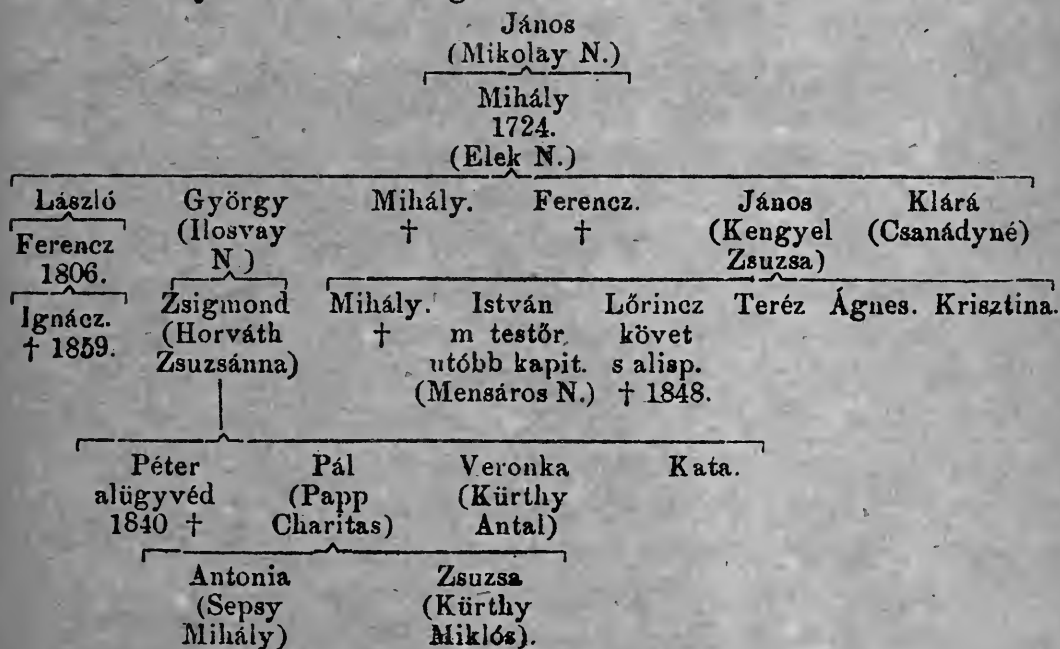 János
(Mikolay N.)
Mihály
1724.
(Elek N.)
László György Mihály. Ferencz. János Klárá
(Ilosvay † † (Kengyel (Csanádyné)
Ferencz N.) Zsuzsa)
1806.
Ignácz. Zsigmond Mihály. István Lőrincz Teréz Ágnes. Krisztina.
† 1859. (Horváth † m testőr, követ
Zsuzsánna) utóbb kapit. s alisp.
(Mensáros N.) † 1848.
Péter Pál Veronka Kata.
alügyvéd (Papp (Kürthy
1840 † Charitas) Antal)
Antonia Zsuzsa
(Sepsy (Kürthy
Mihály) Miklós).